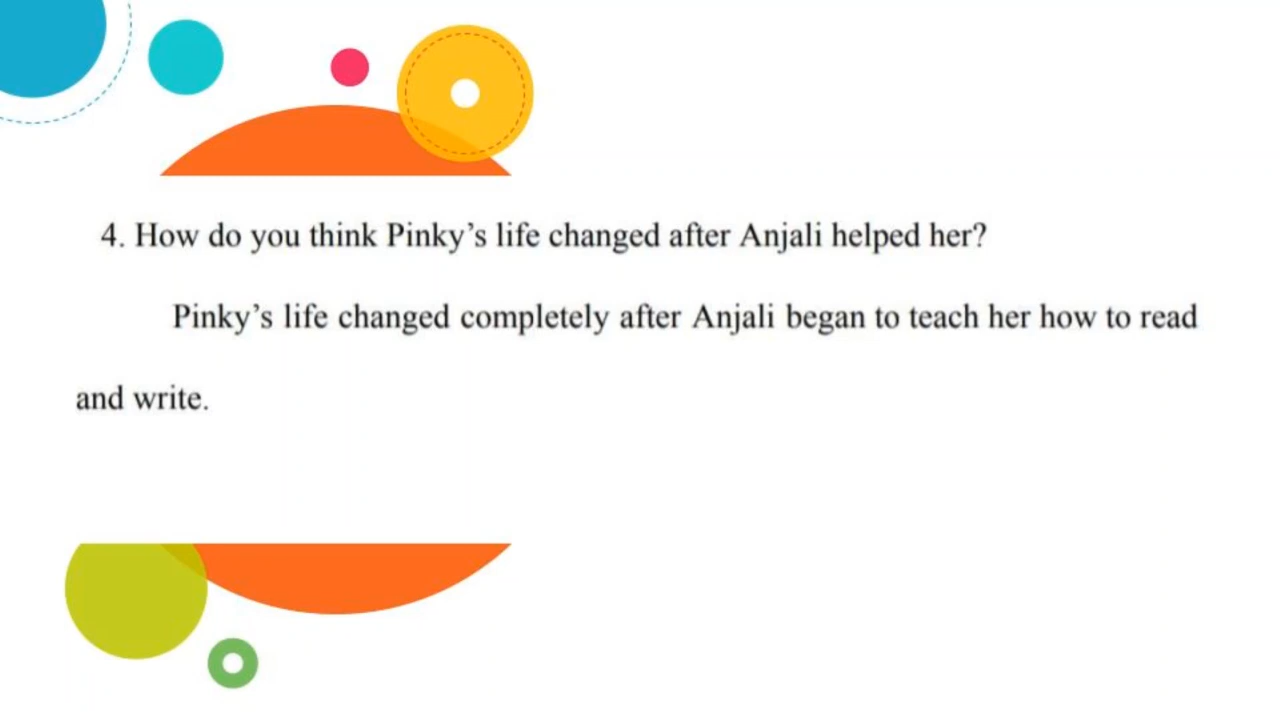 4. How do you think Pinky’s life changed after Anjali helped her?
Pinky’s life changed completely after Anjali began to teach her how to read
and write.